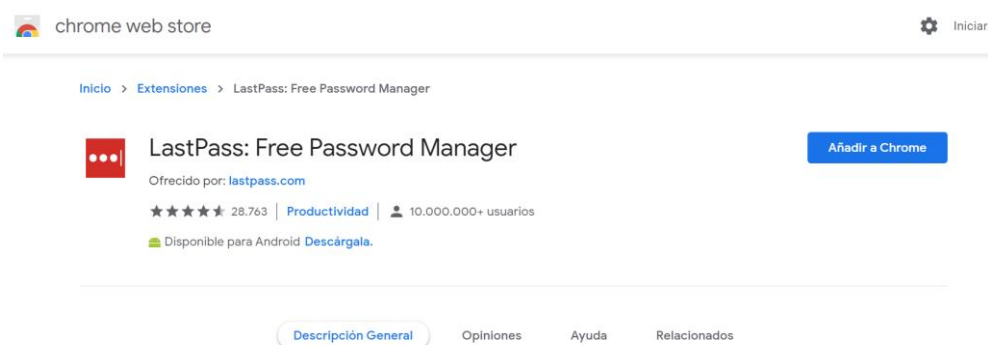 chrome web store
Iniciar
Inicio > Extensiones > LastPass: Free Password Manager
LastPass: Free Password Manager
Añadir a Chrome
Ofrecido por: lastpass.com
28.763 | Productividad | 10.000.000+ usuarios
Disponible para Android Descárgala.
Descripción General Opiniones Ayuda Relacionados